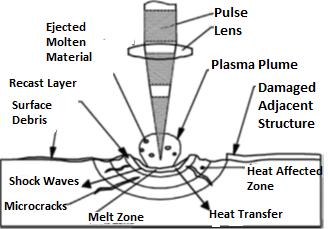 Pulse
Lens
Ejected
Molten
Material
Plasma Plume
Recast Layer
Surface
Debris
Damaged
Adjacent
Structure
Shock Waves
Microcracks
Melt Zone
Heat Transfer
Heat Affected
Zone